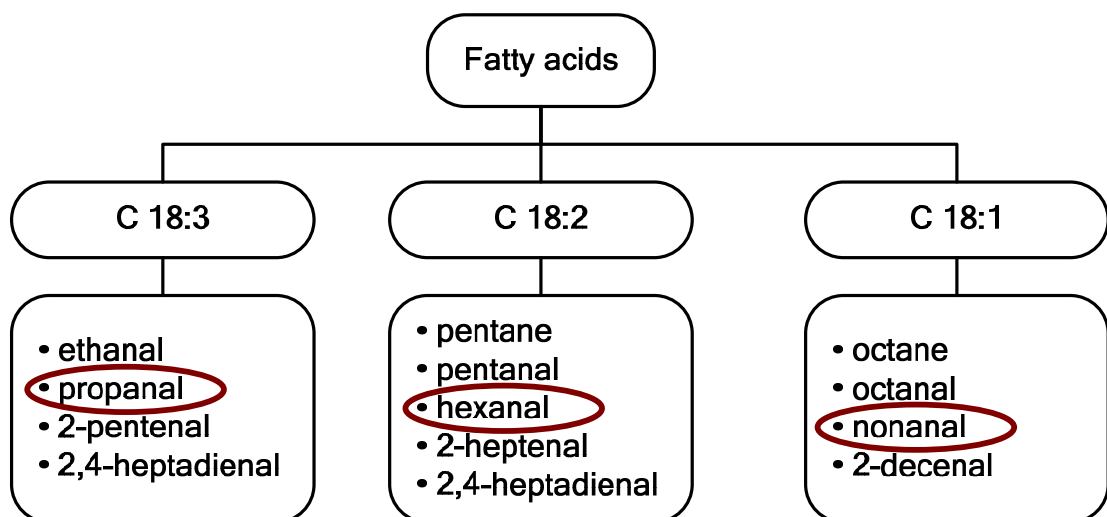 Fatty acids
C 18:3
C 18:2
C 18:1
• ethanal
• propanal
• 2-pentenal
• 2,4-heptadienal
• pentane
• pentanal
• hexanal
• 2-heptenal
• 2,4-heptadienal
• octane
• octanal
• nonanal
• 2-decenal